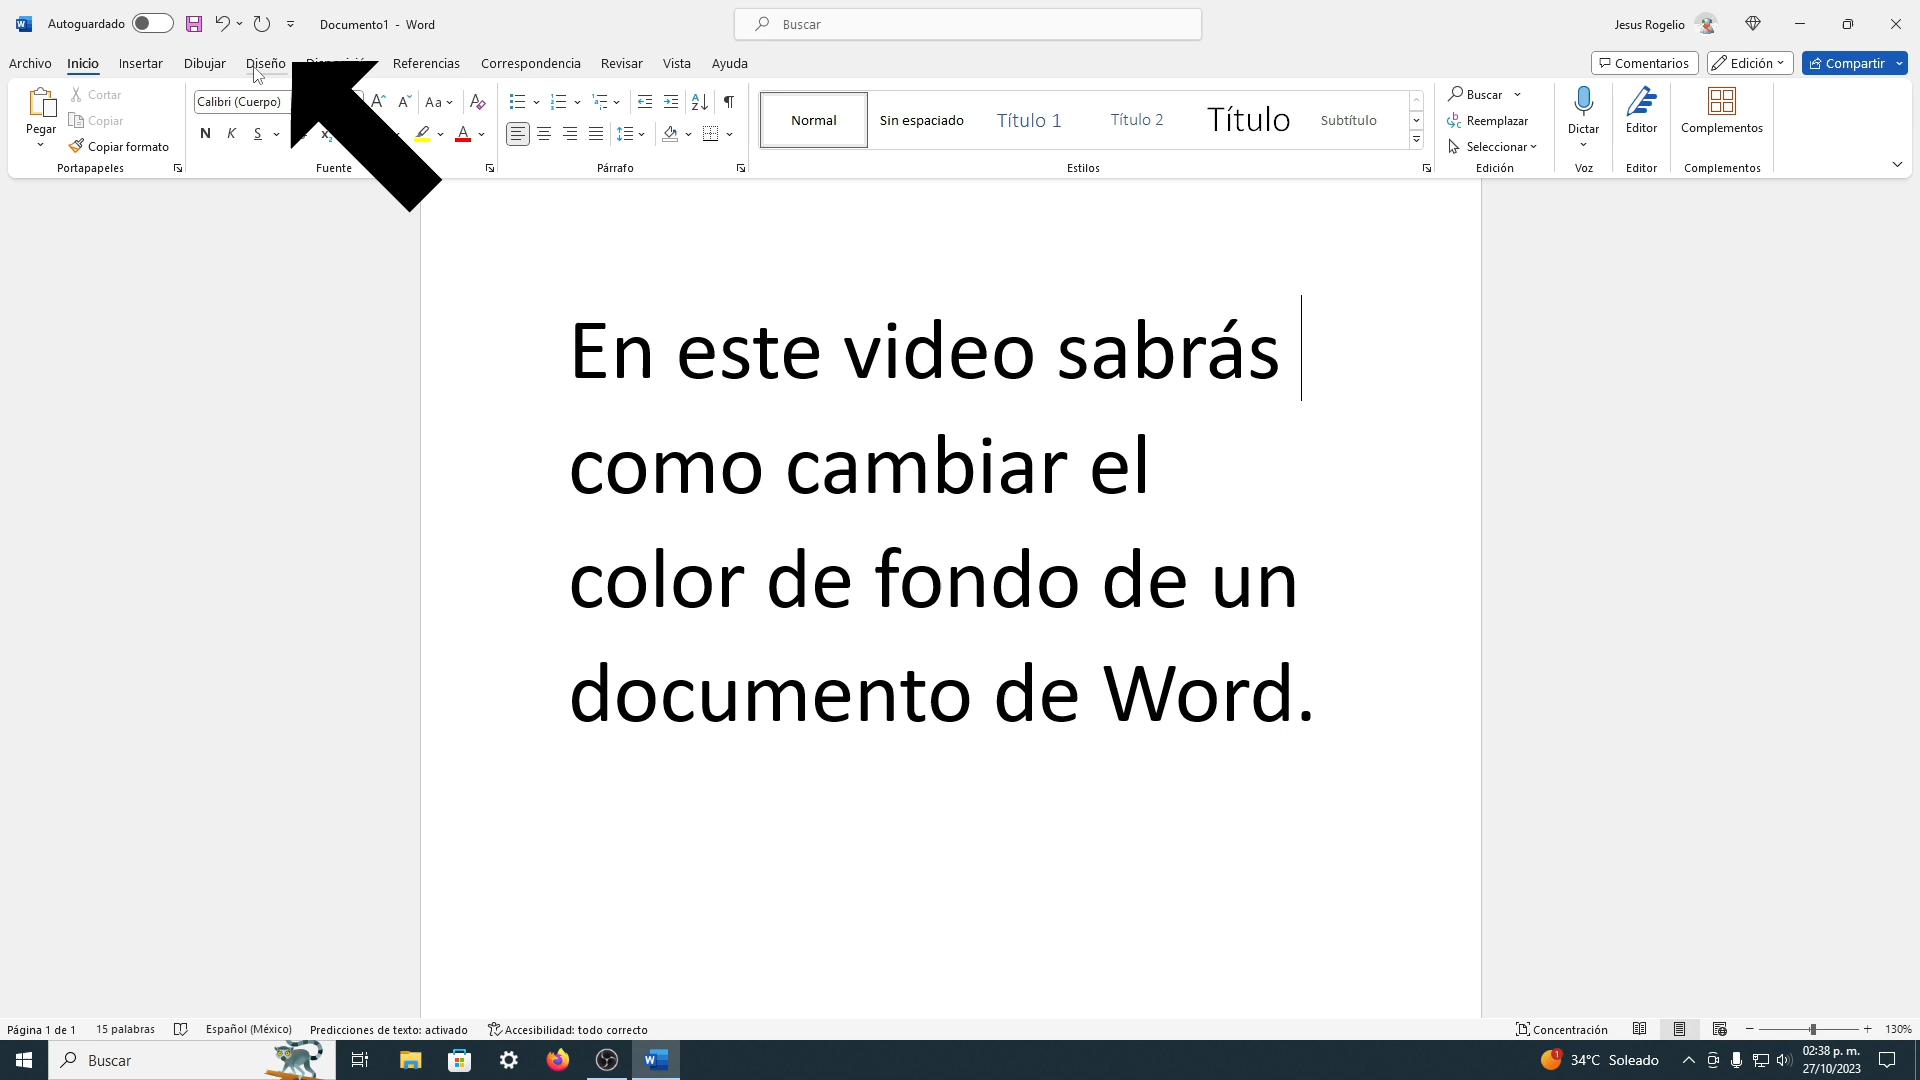 Autoguardado
Documento1 - Word
Buscar
Jesus Rogelio
Archivo Inicio Insertar Dibujar Diseño Referencias Correspondencia Revisar Vista Ayuda
Comentarios Edición Compartir
Pegar
Cortar
Copiar
Copiar formato
Portapapeles
Calibri (Cuerpo)
Aa
N K S
Fuente
Párrafo
Normal Sin espaciado Título 1 Título 2 Título Subtítulo
Estilos
Buscar
Reemplazar
Seleccionar
Edición
Dictar
Voz
Editor
Editor
Complementos
Complementos
En este video sabrás
como cambiar el
color de fondo de un
documento de Word.
Página 1 de 1 15 palabras Español (México) Predicciones de texto: activado Accesibilidad: todo correcto
Concentración 130%
Buscar
34°C Soleado
02:38 p. m.
27/10/2023